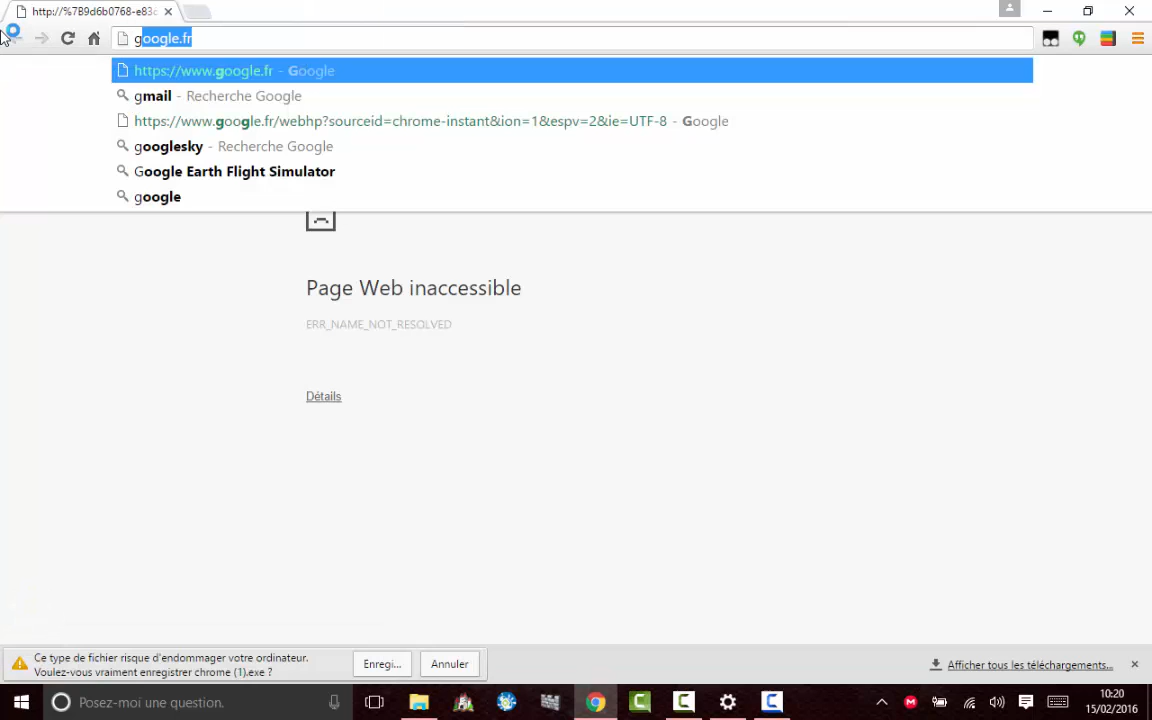 http://%7B9d6b0768-e83c
google.fr
https://www.google.fr - Google
gmail - Recherche Google
https://www.google.fr/webhp?sourceid=chrome-instant&ion=1&espv=2&ie=UTF-8 - Google
googlesky - Recherche Google
Google Earth Flight Simulator
google
Page Web inaccessible
ERR_NAME_NOT_RESOLVED
Détails
Ce type de fichier risque d'endommager votre ordinateur.
Voulez-vous vraiment enregistrer chrome (1).exe ?
Enregi...
Annuler
Afficher tous les téléchargements...
Posez-moi une question.
10:20
15/02/2016